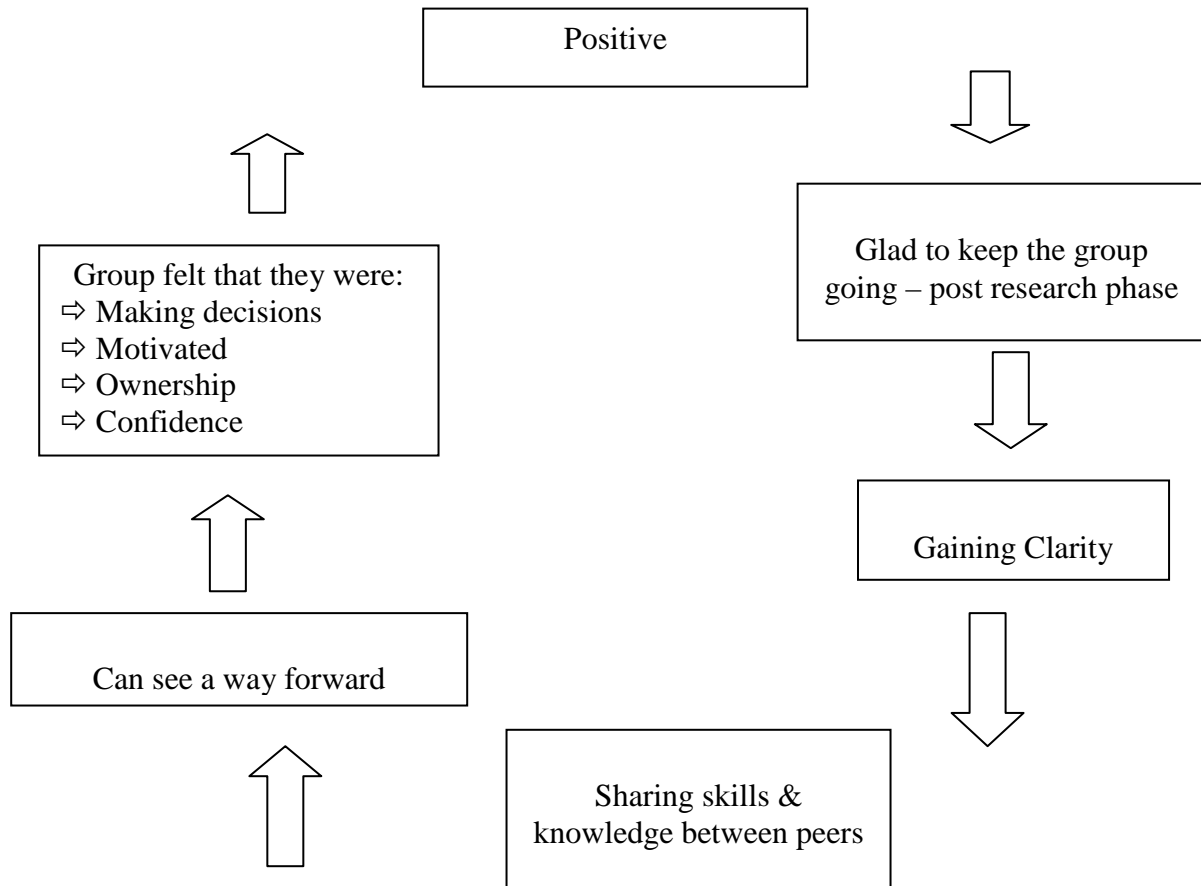 Positive
Glad to keep the group
going – post research phase
Group felt that they were:
⇨ Making decisions
⇨ Motivated
⇨ Ownership
⇨ Confidence
Gaining Clarity
Can see a way forward
Sharing skills &
knowledge between peers